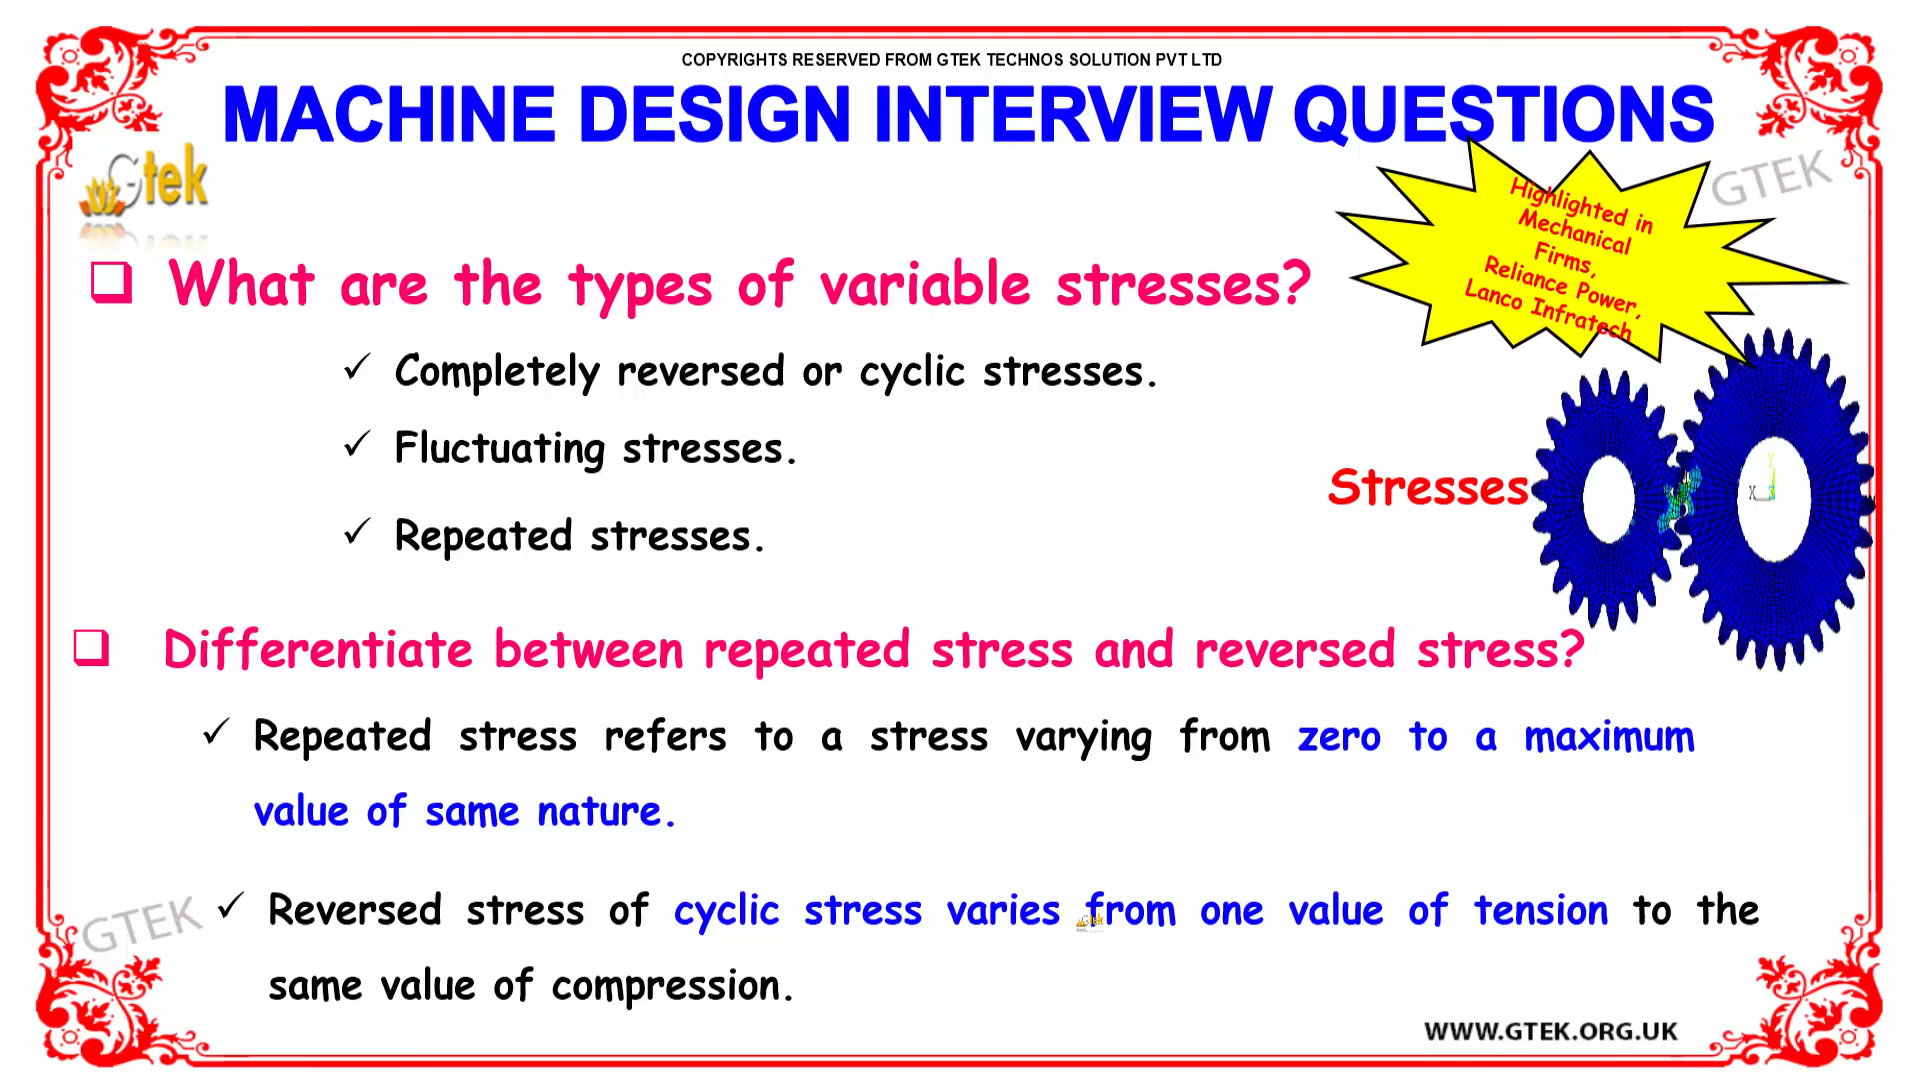 COPYRIGHTS RESERVED FROM GTEK TECHNOS SOLUTION PVT LTD
MACHINE DESIGN INTERVIEW QUESTIONS
Gtek
GTEK
Highlighted in
Mechanical
Firms,
Reliance Power,
Lanco Infratech
What are the types of variable stresses?
Completely reversed or cyclic stresses.
Fluctuating stresses.
Stresses
Y
X
Repeated stresses.
Differentiate between repeated stress and reversed stress?
Repeated stress refers to a stress varying from zero to a maximum
value of same nature.
GTEK
Reversed stress of cyclic stress varies from one value of tension to the
same value of compression.
WWW.GTEK.ORG.UK